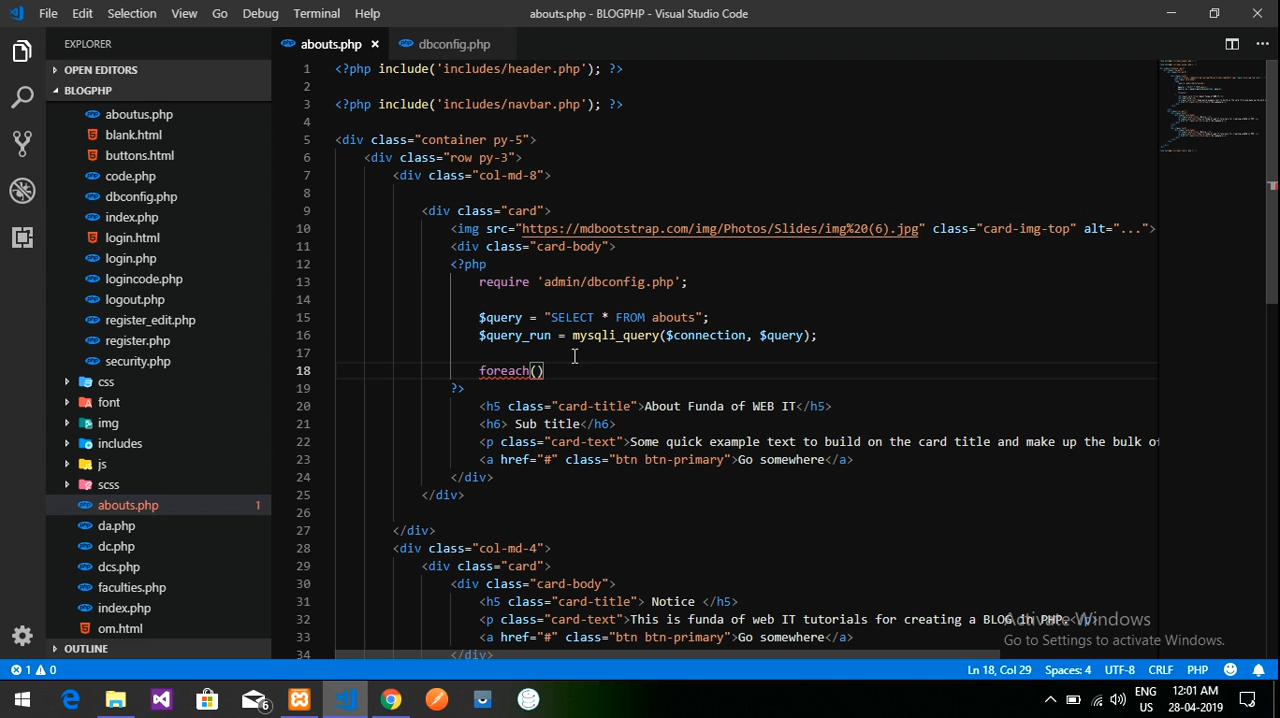 File Edit Selection View Go Debug Terminal Help abouts.php - BLOGPHP - Visual Studio Code
EXPLORER
OPEN EDITORS
BLOGPHP
aboutus.php
blank.html
buttons.html
code.php
dbconfig.php
index.php
login.html
login.php
logincode.php
logout.php
register_edit.php
register.php
security.php
css
font
img
includes
js
scss
abouts.php 1
da.php
dc.php
dcs.php
faculties.php
index.php
om.html
OUTLINE
abouts.php dbconfig.php
1 <?php include('includes/header.php'); ?>
2
3 <?php include('includes/navbar.php'); ?>
4
5 <div class="container py-5">
6 <div class="row py-3">
7 <div class="col-md-8">
8
9 <div class="card">
10 <img src="https://mdbootstrap.com/img/Photos/Slides/img%20(6).jpg" class="card-img-top" alt="...">
11 <div class="card-body">
12 <?php
13 require 'admin/dbconfig.php';
14
15 $query = "SELECT * FROM abouts";
16 $query_run = mysqli_query($connection, $query);
17
18 foreach()
19 ?>
20 <h5 class="card-title">About Funda of WEB IT</h5>
21 <h6> Sub title</h6>
22 <p class="card-text">Some quick example text to build on the card title and make up the bulk of
23 <a href="#" class="btn btn-primary">Go somewhere</a>
24 </div>
25 </div>
26
27 </div>
28 <div class="col-md-4">
29 <div class="card">
30 <div class="card-body">
31 <h5 class="card-title"> Notice </h5>
32 <p class="card-text">This is funda of web IT tutorials for creating a BLOG in PHP.</p>
33 <a href="#" class="btn btn-primary">Go somewhere</a>
34 </div>
Activate Windows
Go to Settings to activate Windows.
1 0 Ln 18, Col 29 Spaces: 4 UTF-8 CRLF PHP
6 ENG 12:01 AM
US 28-04-2019